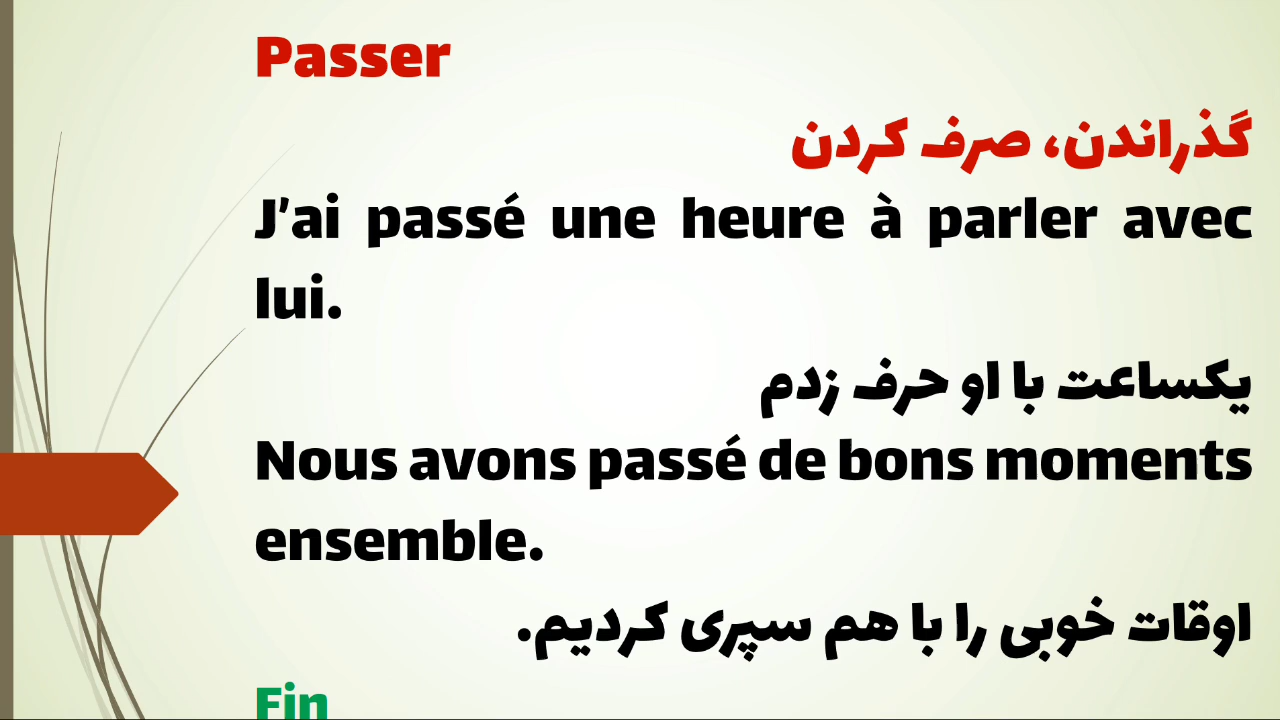 Passer
گذراندن، صرف کردن
J'ai passé une heure à parler avec
lui.
یکساعت با او حرف زدم
Nous avons passé de bons moments
ensemble.
اوقات خوبی را با هم سپری کردیم.
Fin